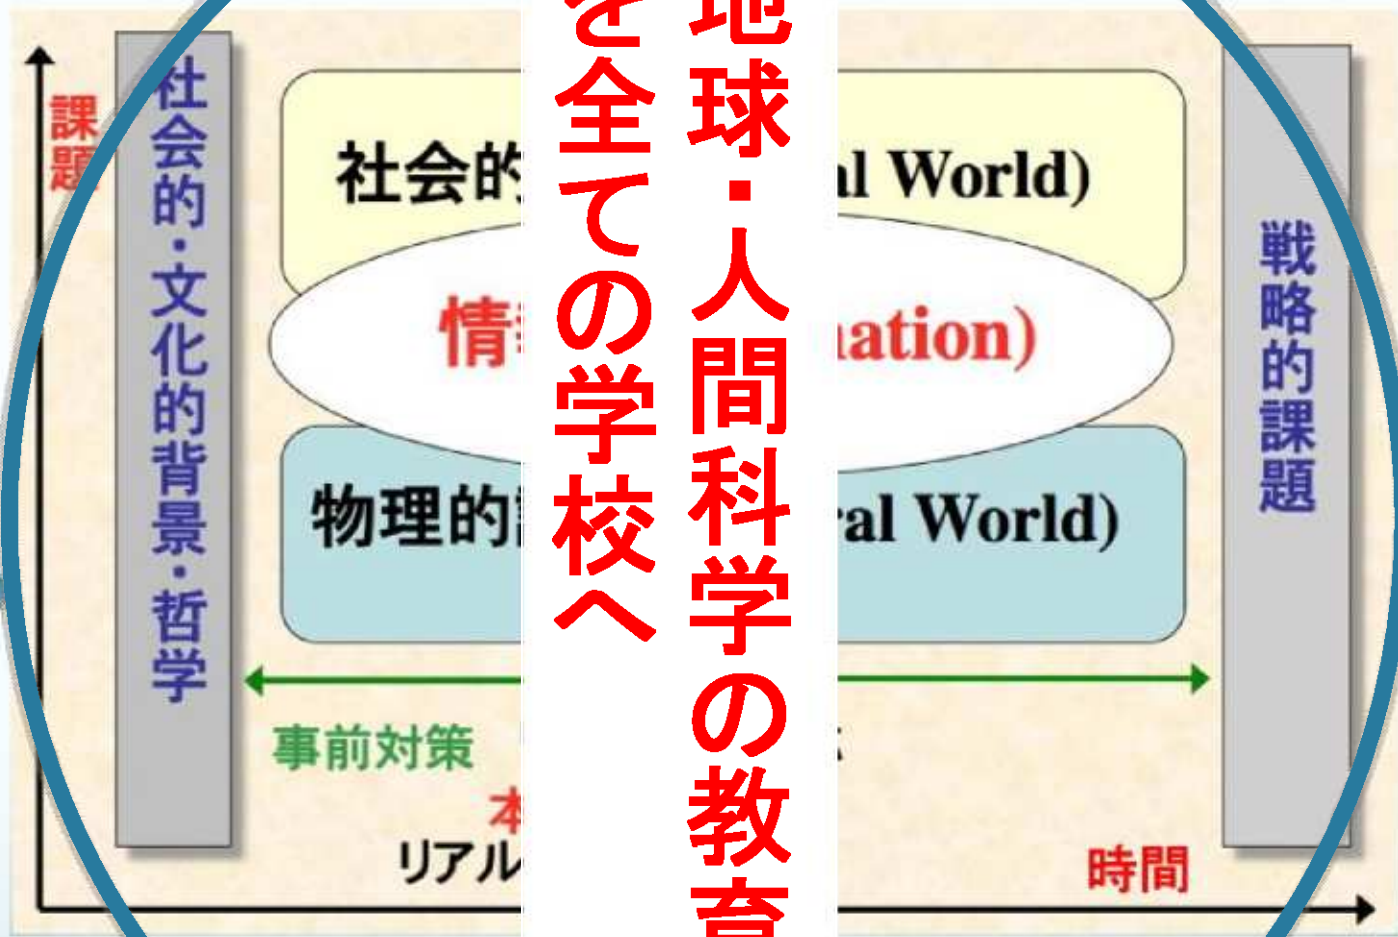 地球・人間科学の教育
を全ての学校へ
課題
社会的・文化的背景・哲学
社会的
al World)
情
ation)
物理的
ral World)
戦略的課題
事前対策
本
リアル
時間